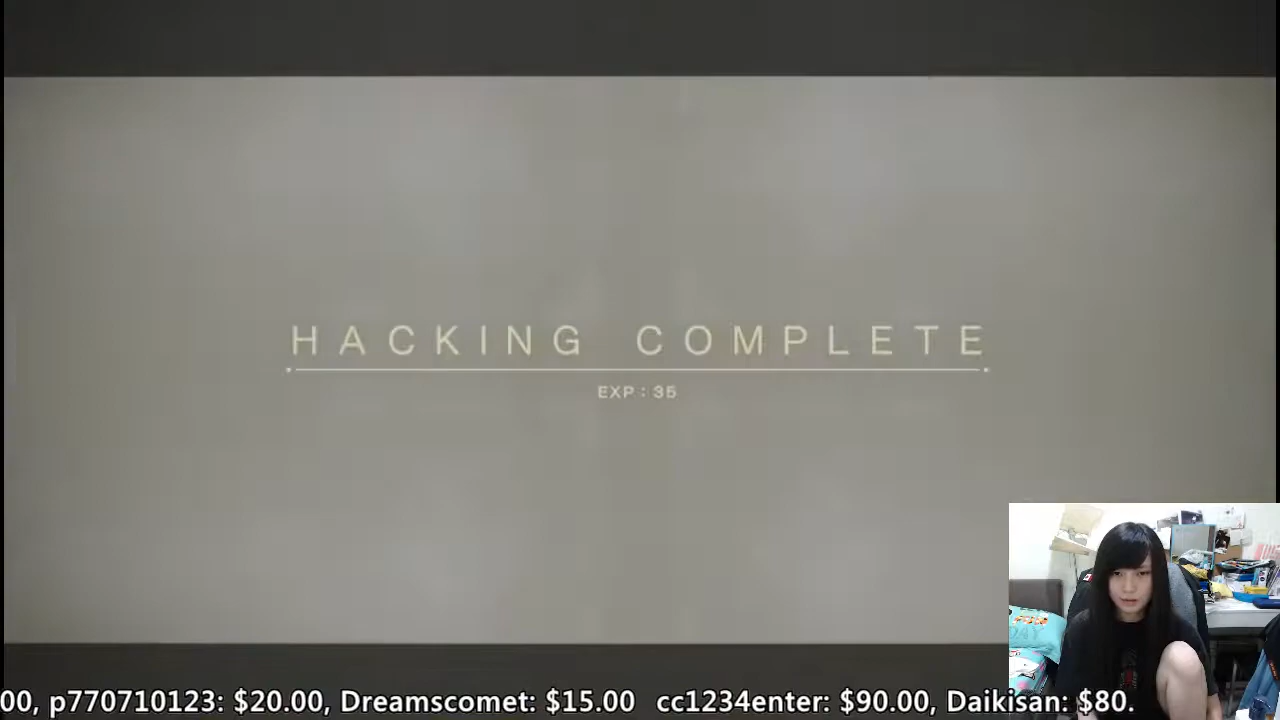 HACKING COMPLETE
EXP : 35
00, p770710123: $20.00, Dreamscomet: $15.00 cc1234enter: $90.00, Daikisan: $80.